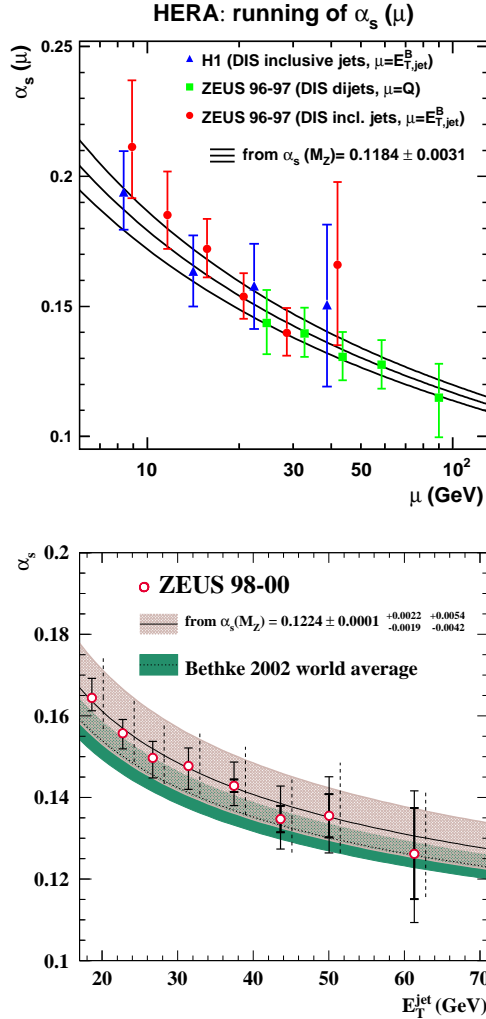 HERA: running of αs (μ)
αs (μ)
0.25
0.2
0.15
0.1
H1 (DIS inclusive jets, μ=E^B_T,jet)
ZEUS 96-97 (DIS dijets, μ=Q)
ZEUS 96-97 (DIS incl. jets, μ=E^B_T,jet)
from αs (MZ)= 0.1184 ± 0.0031
10 30 50 10²
μ (GeV)
αs
0.2
0.18
0.16
0.14
0.12
0.1
ZEUS 98-00
from αs(MZ) = 0.1224 ± 0.0001 +0.0022 -0.0019 +0.0054 -0.0042
Bethke 2002 world average
20 30 40 50 60 70
E_T^jet(GeV)